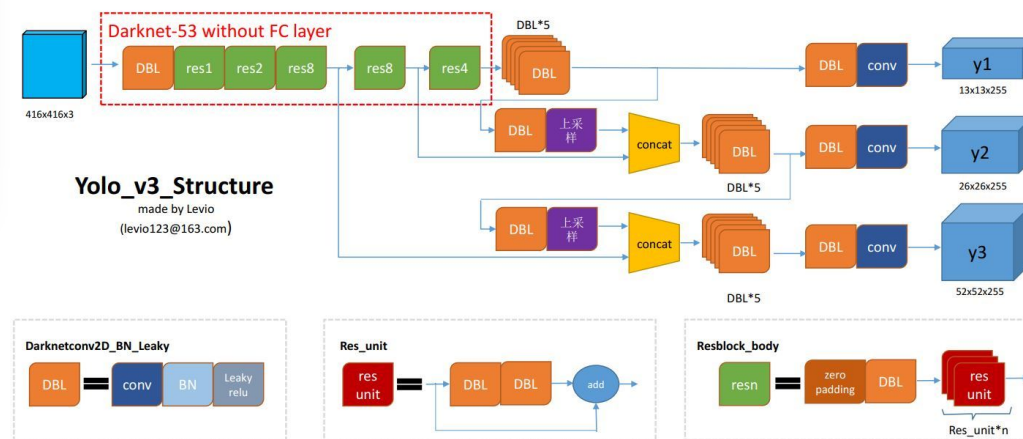 Darknet-53 without FC layer
DBL*5
DBL
res1
res2
res8
res8
res4
DBL
DBL
conv
y1
416x416x3
13x13x255
DBL
上采
样
concat
DBL
DBL
conv
y2
DBL*5
26x26x255
Yolo_v3_Structure
made by Levio
(levio123@163.com)
DBL
上采
样
concat
DBL
DBL
conv
y3
DBL*5
52x52x255
Darknetconv2D_BN_Leaky
DBL
conv
BN
Leaky
relu
Res_unit
res
unit
DBL
DBL
add
Resblock_body
resn
zero
padding
DBL
res
unit
Res_unit*n